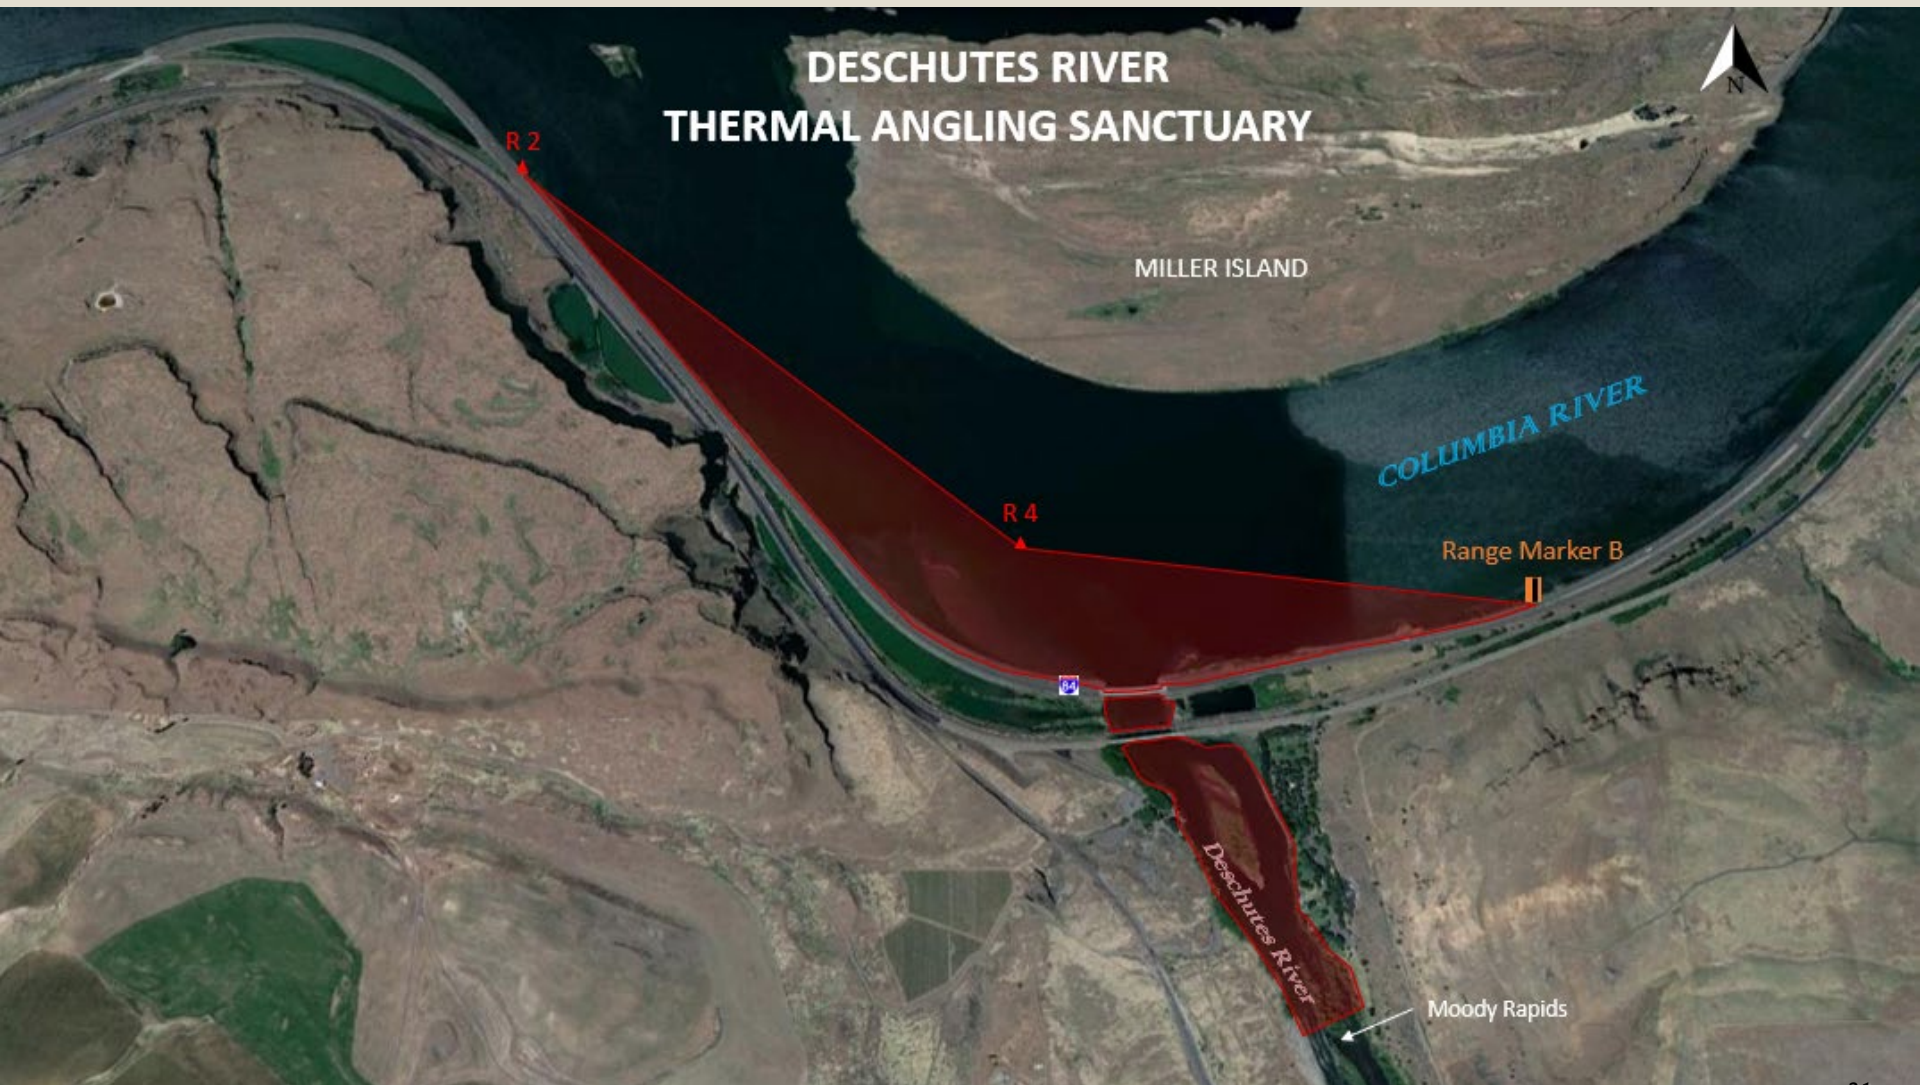 DESCHUTES RIVER
THERMAL ANGLING SANCTUARY
N
R 2
MILLER ISLAND
COLUMBIA RIVER
R 4
Range Marker B
84
Deschutes River
Moody Rapids